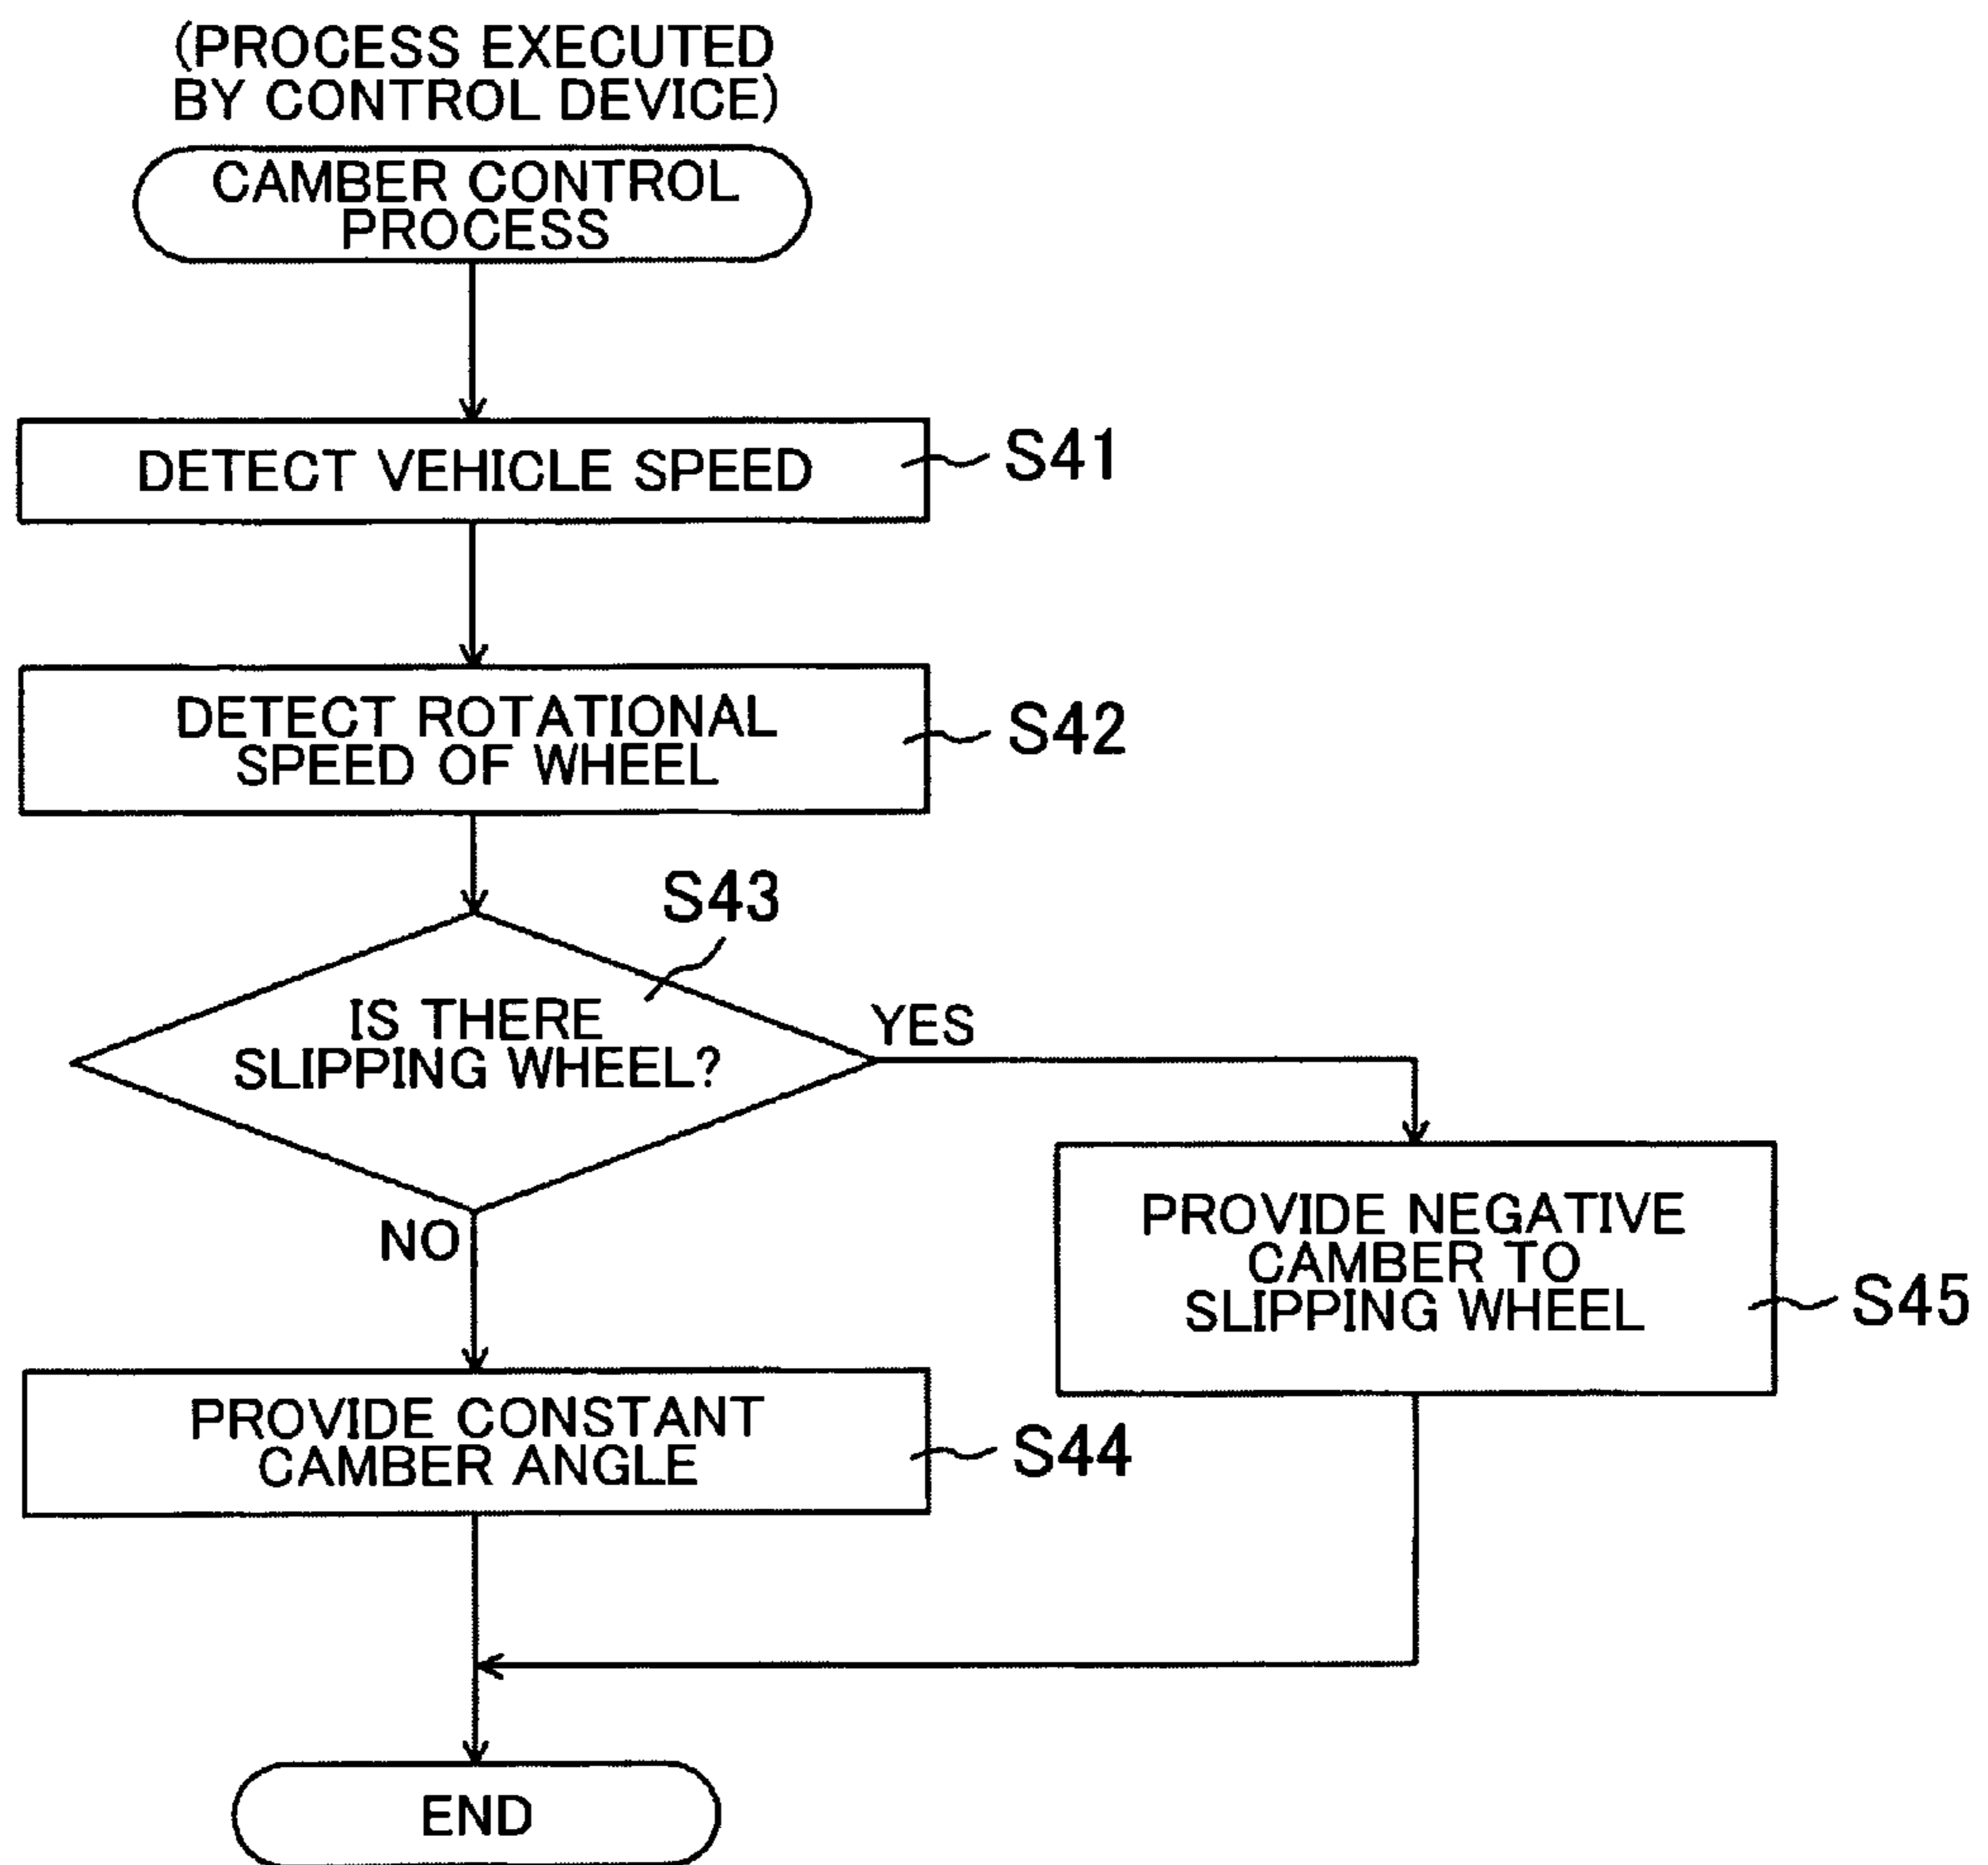 (PROCESS EXECUTED
BY CONTROL DEVICE)
CAMBER CONTROL
PROCESS
DETECT VEHICLE SPEED
S41
DETECT ROTATIONAL
SPEED OF WHEEL
S42
S43
IS THERE
SLIPPING WHEEL?
YES
NO
PROVIDE NEGATIVE
CAMBER TO
SLIPPING WHEEL
S45
PROVIDE CONSTANT
CAMBER ANGLE
S44
END